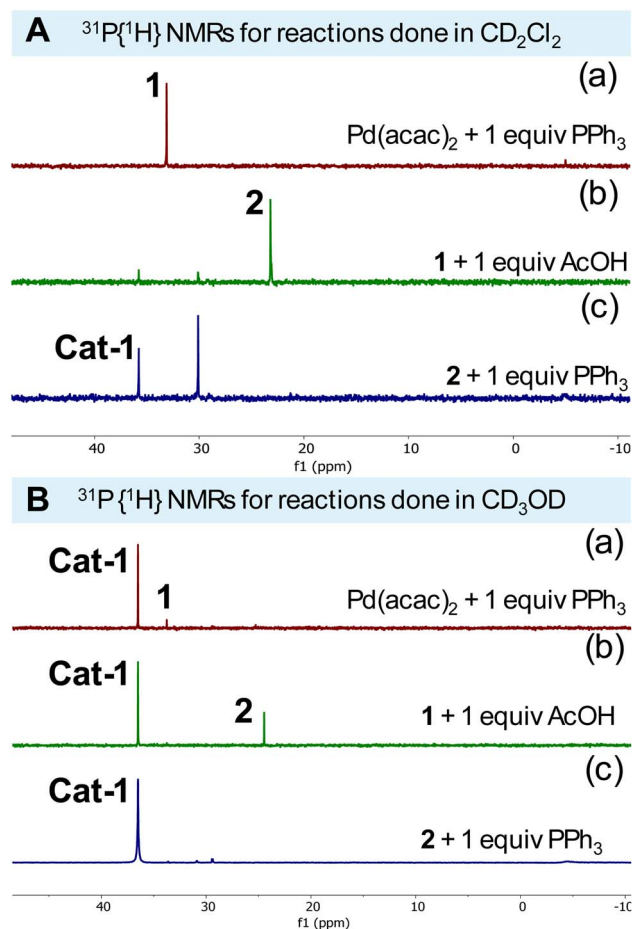 A ³¹P{¹H} NMRs for reactions done in CD₂Cl₂
(a)
1
Pd(acac)₂ + 1 equiv PPh₃
(b)
2
1 + 1 equiv AcOH
(c)
Cat-1
2 + 1 equiv PPh₃
40 30 20 10 0 -10
f1 (ppm)
B ³¹P{¹H} NMRs for reactions done in CD₃OD
(a)
Cat-1
1
Pd(acac)₂ + 1 equiv PPh₃
(b)
Cat-1
2
1 + 1 equiv AcOH
(c)
Cat-1
2 + 1 equiv PPh₃
40 30 20 10 0 -10
f1 (ppm)